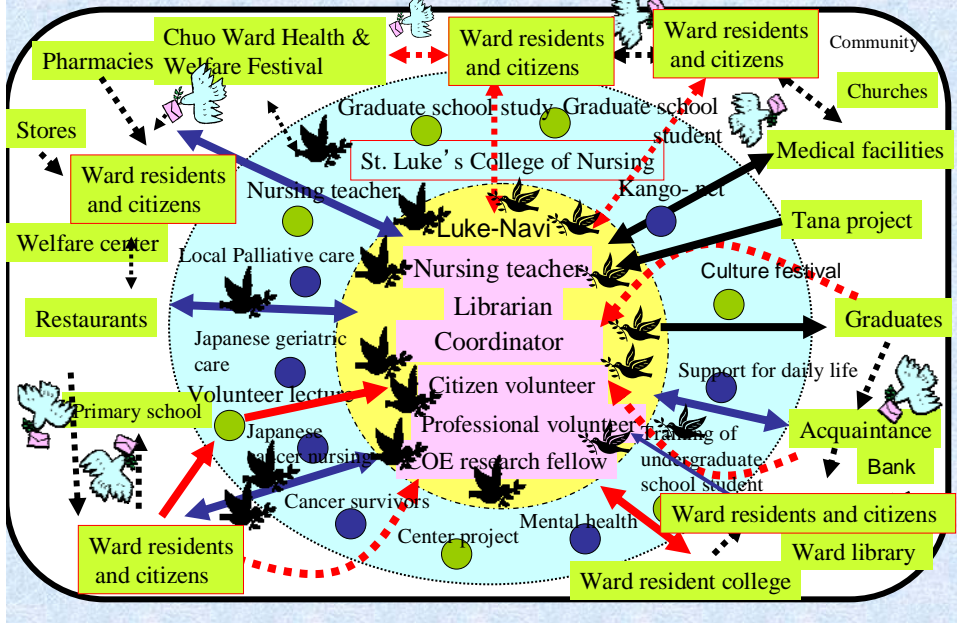 Chuo Ward Health &
Welfare Festival
Ward residents
and citizens
Ward residents
and citizens
Community
Pharmacies
Churches
Stores
Graduate school study
Graduate school
student
Medical facilities
St. Luke's College of Nursing
Ward residents
and citizens
Nursing teacher
Kango- net
Tana project
Luke-Navi
Welfare center
Local Palliative care
Nursing teacher
Culture festival
Librarian
Restaurants
Graduates
Japanese geriatric
care
Coordinator
Support for daily life
Citizen volunteer
Volunteer lecture
Primary school
Professional volunteer
Acquaintance
Japanese
cancer nursing
Training of
undergraduate
school student
COE research fellow
Bank
Cancer survivors
Mental health
Ward residents and citizens
Center project
Ward residents
and citizens
Ward library
Ward resident college